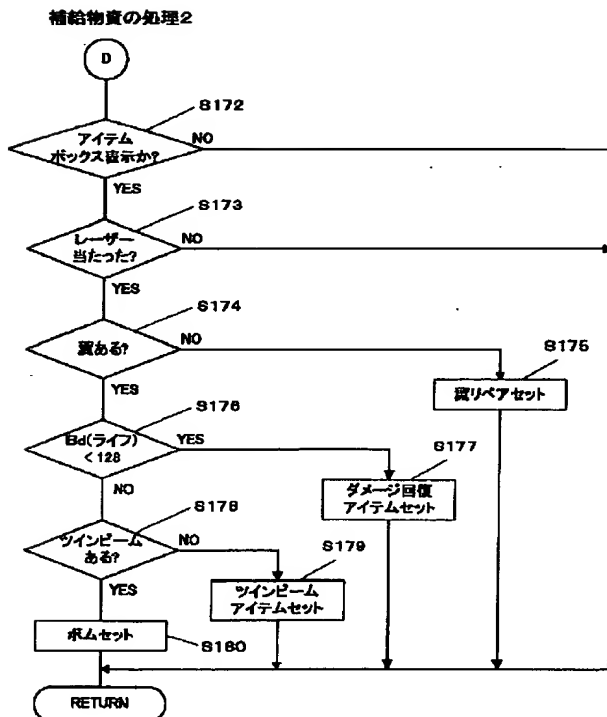 補給物資の処理2
D
S172
アイテム
ボックス表示か?
NO
YES
S173
レーザー
当たった?
NO
YES
S174
翼ある?
NO
S175
翼リペアセット
YES
S176
Bd(ライフ)
<128
YES
S177
ダメージ回復
アイテムセット
NO
S178
ツインビーム
ある?
NO
S179
ツインビーム
アイテムセット
YES
ボムセット
S180
RETURN